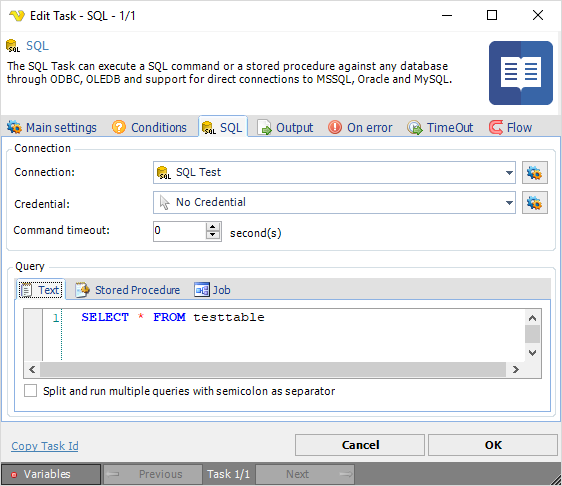 Edit Task - SQL - 1/1
SQL
SQL
The SQL Task can execute a SQL command or a stored procedure against any database
through ODBC, OLEDB and support for direct connections to MSSQL, Oracle and MySQL.
Main settings
Conditions
SQL
SQL
Output
On error
TimeOut
Flow
Connection
Connection:
SQL
SQL Test
Credential:
No Credential
Command timeout:
0
second(s)
Query
Text
Stored Procedure
Job
1
SELECT * FROM testtable
Split and run multiple queries with semicolon as separator
Copy Task Id
Cancel
OK
Variables
Previous
Task 1/1
Next